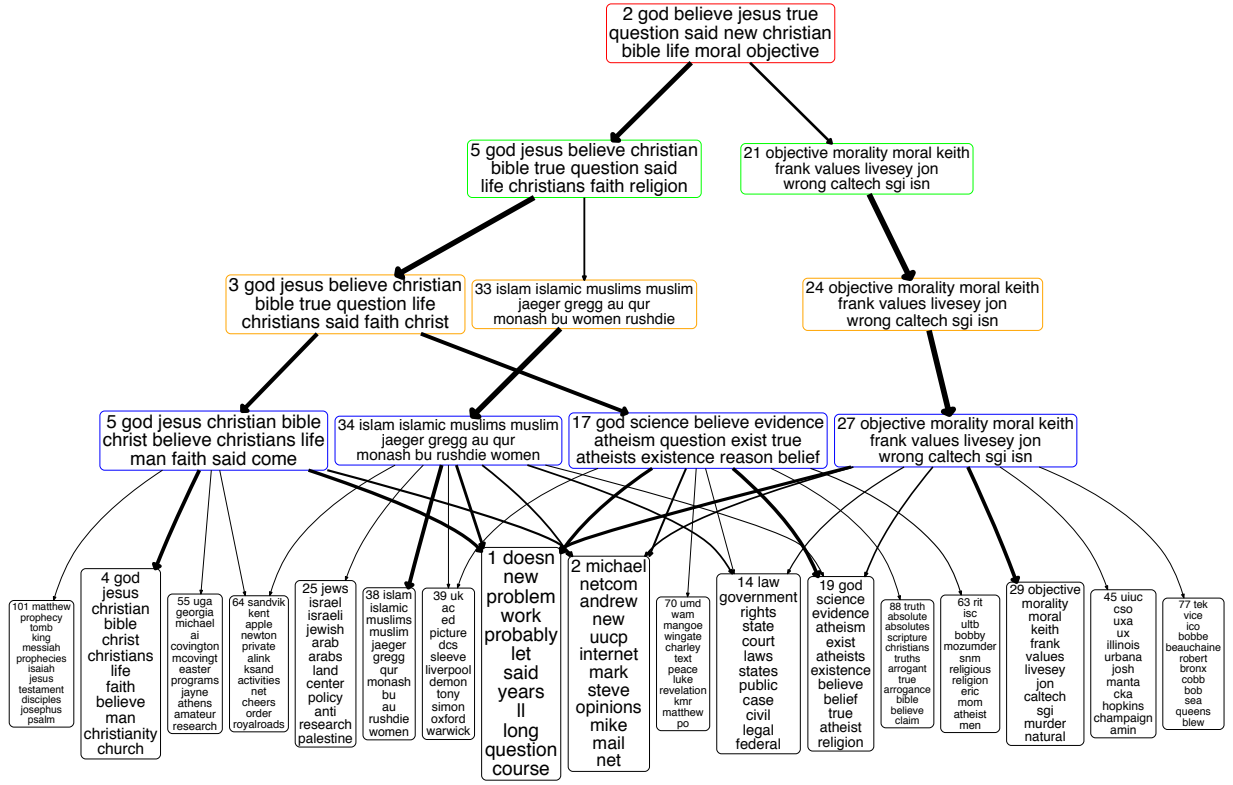 2 god believe jesus true
question said new christian
bible life moral objective
5 god jesus believe christian
bible true question said
life christians faith religion
21 objective morality moral keith
frank values livesey jon
wrong caltech sgi isn
3 god jesus believe christian
bible true question life
christians said faith christ
33 islam islamic muslims muslim
jaeger gregg au qur
monash bu women rushdie
24 objective morality moral keith
frank values livesey jon
wrong caltech sgi isn
5 god jesus christian bible
christ believe christians life
man faith said come
34 islam islamic muslims muslim
jaeger gregg au qur
monash bu rushdie women
17 god science believe evidence
atheism question exist true
atheists existence reason belief
27 objective morality moral keith
frank values livesey jon
wrong caltech sgi isn
101 matthew
prophecy
tomb
king
messiah
prophecies
isaiah
jesus
testament
disciples
josephus
psalm
4 god
jesus
christian
bible
christ
christians
life
faith
believe
man
christianity
church
55 uga
georgia
michael
ai
covington
mcovingt
easter
programs
jayne
athens
amateur
research
64 sandvik
kent
apple
newton
private
alink
ksand
activities
net
cheers
order
royalroads
25 jews
israel
israeli
jewish
arab
arabs
land
center
policy
anti
research
palestine
38 islam
islamic
muslims
muslim
jaeger
gregg
qur
monash
bu
au
rushdie
women
39 uk
ac
ed
picture
dcs
sleeve
liverpool
demon
tony
simon
oxford
warwick
1 doesn
new
problem
work
probably
let
said
years
ll
long
question
course
2 michael
netcom
andrew
new
uucp
internet
mark
steve
opinions
mike
mail
net
70 umd
wam
mangoe
wingate
charley
text
peace
luke
revelation
kmr
matthew
po
14 law
government
rights
state
court
laws
states
public
case
civil
legal
federal
19 god
science
evidence
atheism
exist
atheists
existence
believe
belief
true
atheist
religion
88 truth
absolute
absolutes
scripture
christians
truths
arrogant
true
arrogance
bible
believe
claim
63 rit
isc
ultb
bobby
mozumder
snm
religious
religion
eric
mom
atheist
men
29 objective
morality
moral
keith
frank
values
livesey
jon
caltech
sgi
murder
natural
45 uiuc
cso
uxa
ux
illinois
urbana
josh
manta
cka
hopkins
champaign
amin
77 tek
vice
ico
bobbe
beauchaine
robert
bronx
cobb
bob
sea
queens
blew